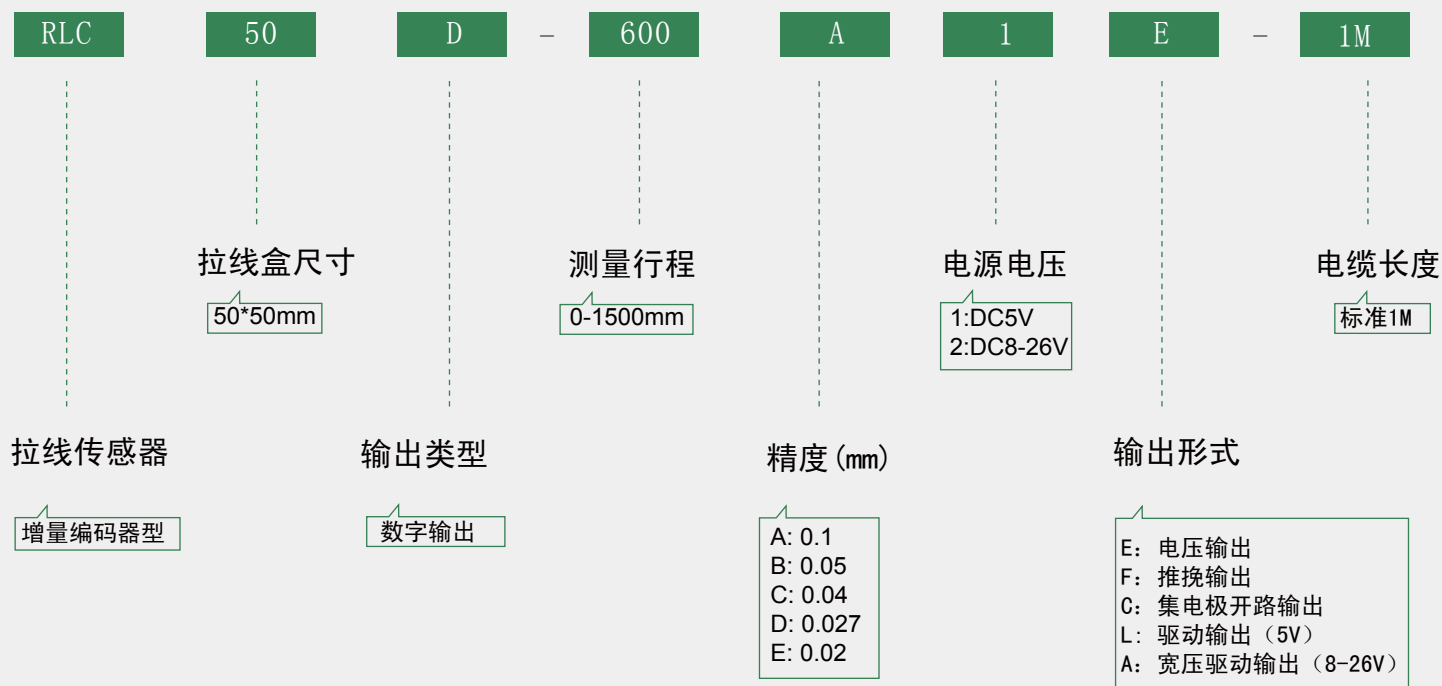 RLC 50 D - 600 A 1 E - 1M
拉线盒尺寸 测量行程 电源电压 电缆长度
50*50mm 0-1500mm 1:DC5V 标准1M
2:DC8-26V
拉线传感器 输出类型 精度(mm) 输出形式
增量编码器型 数字输出
A: 0.1
B: 0.05
C: 0.04
D: 0.027
E: 0.02
E: 电压输出
F: 推挽输出
C: 集电极开路输出
L: 驱动输出（5V）
A: 宽压驱动输出（8-26V）